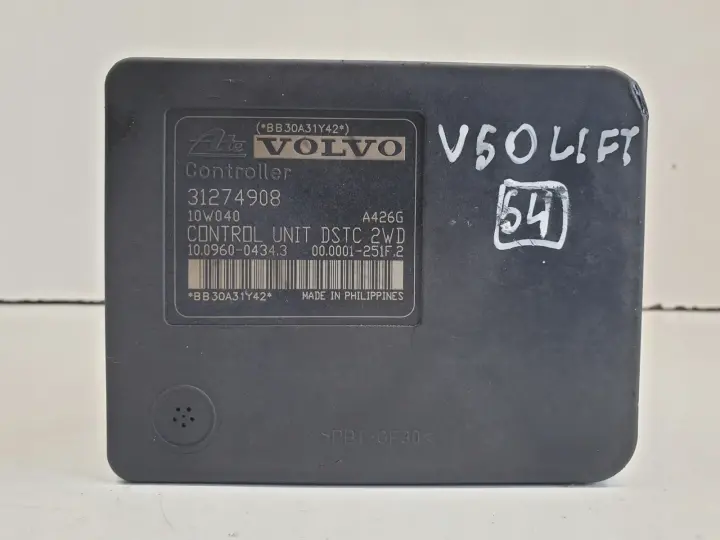 (*BB30A31Y42*)
Ate VOLVO
Controller
31274908
10W040 A426G
CONTROL UNIT DSTC 2WD
10.0960-0434.3 00.0001-251F.2
*BB30A31Y42* MADE IN PHILIPPINES
V50 LIFT
54